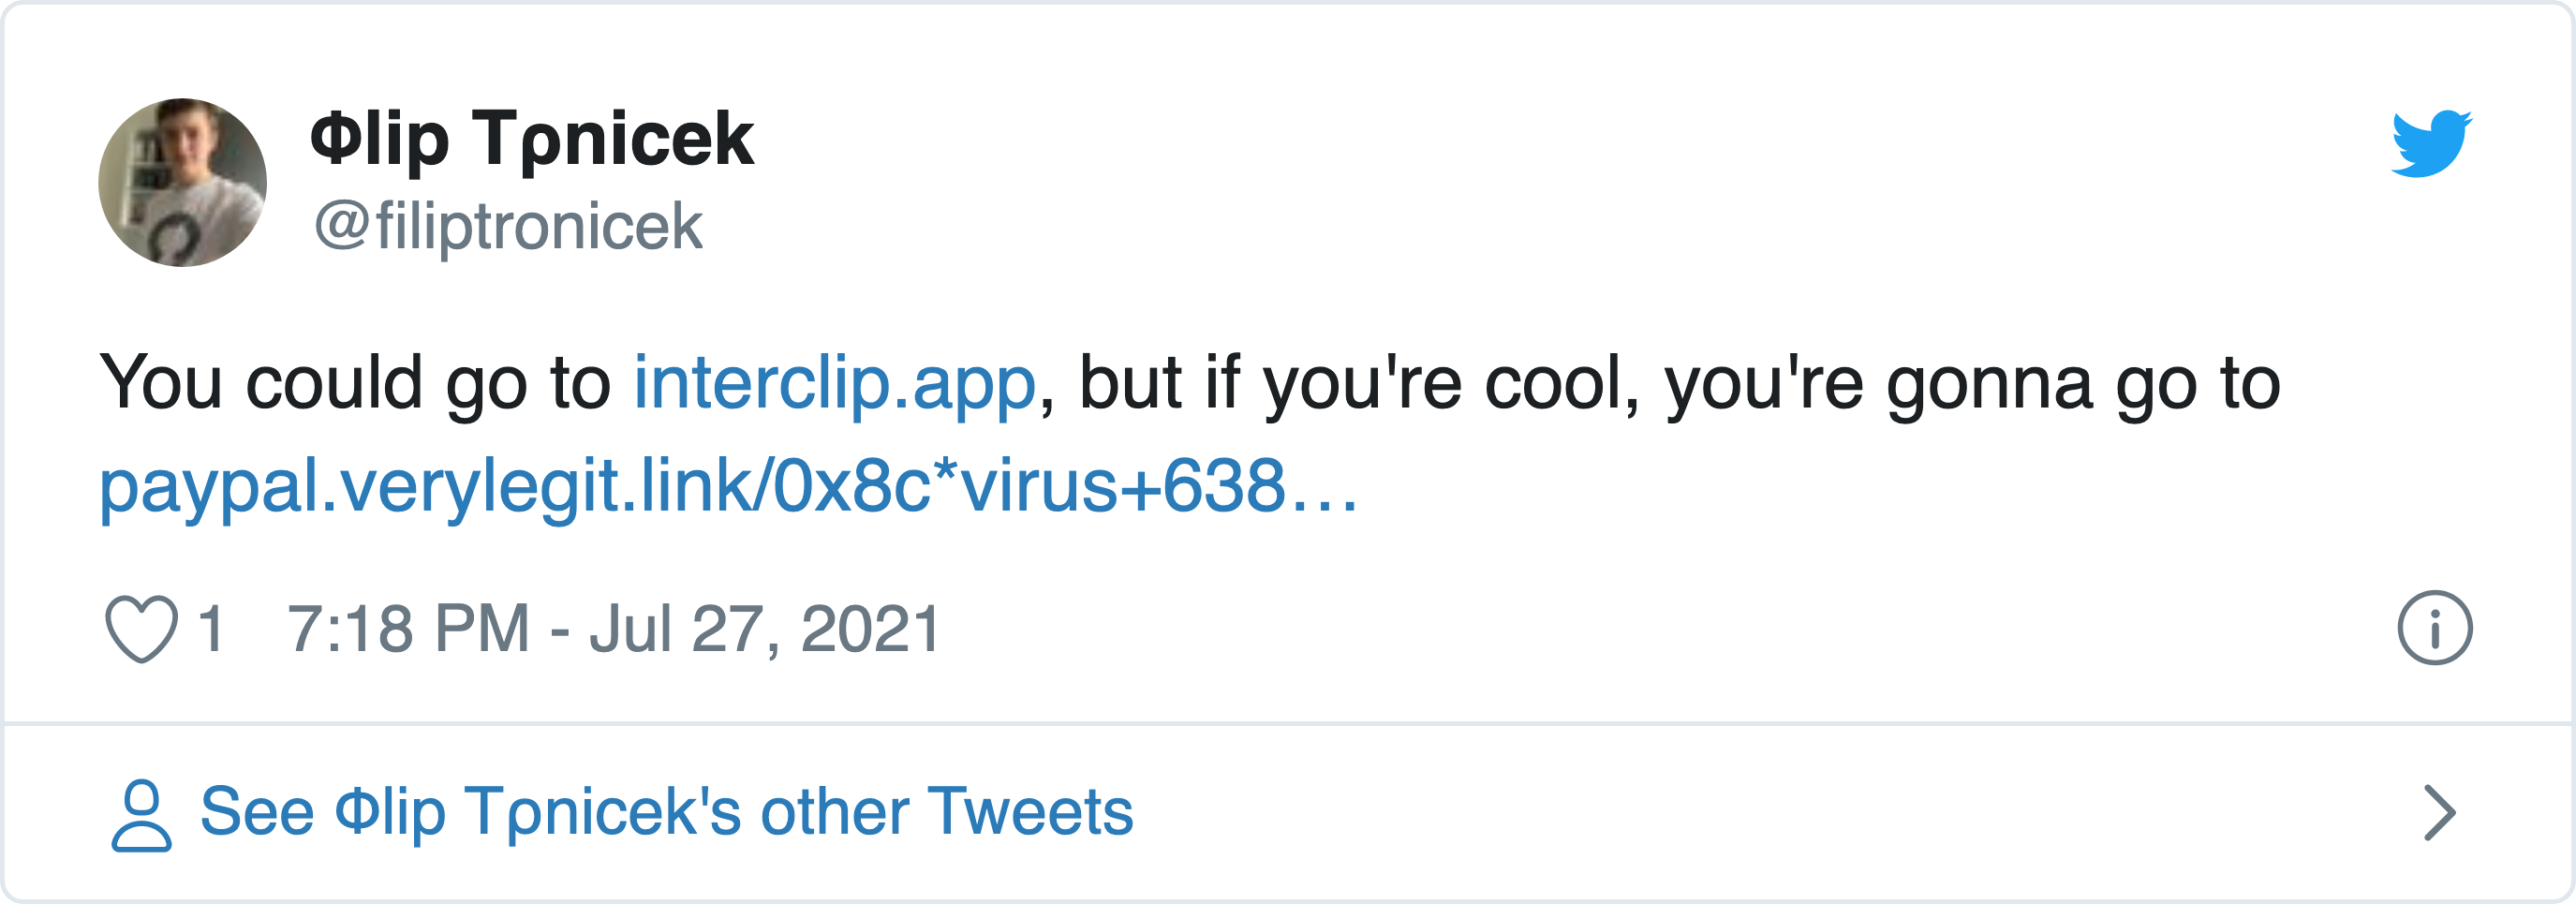 Φlip Tρnicek
@filiptronicek
You could go to interclip.app, but if you're cool, you're gonna go to
paypal.verylegit.link/0x8c*virus+638…
1 7:18 PM - Jul 27, 2021
See Φlip Tρnicek's other Tweets